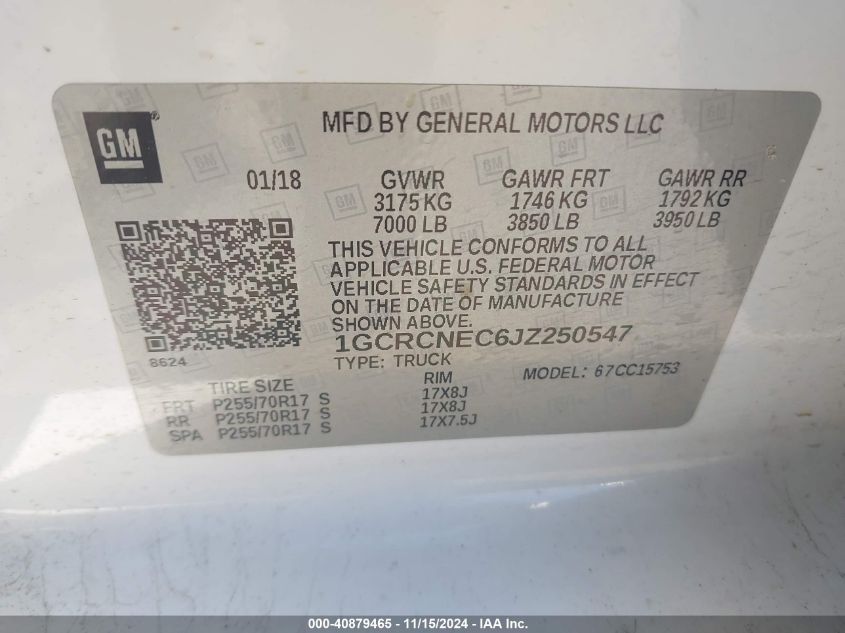 GM ®
MFD BY GENERAL MOTORS LLC
01/18 GVWR GAWR FRT GAWR RR
3175 KG 1746 KG 1792 KG
7000 LB 3850 LB 3950 LB
THIS VEHICLE CONFORMS TO ALL
APPLICABLE U.S. FEDERAL MOTOR
VEHICLE SAFETY STANDARDS IN EFFECT
ON THE DATE OF MANUFACTURE
SHOWN ABOVE.
1GCRCNEC6JZ250547
8624
TYPE: TRUCK
MODEL: 67CC15753
TIRE SIZE RIM
FRT P255/70R17 S 17X8J
RR P255/70R17 S 17X8J
SPA P255/70R17 S 17X7.5J
000-40879465 - 11/15/2024 - IAA Inc.